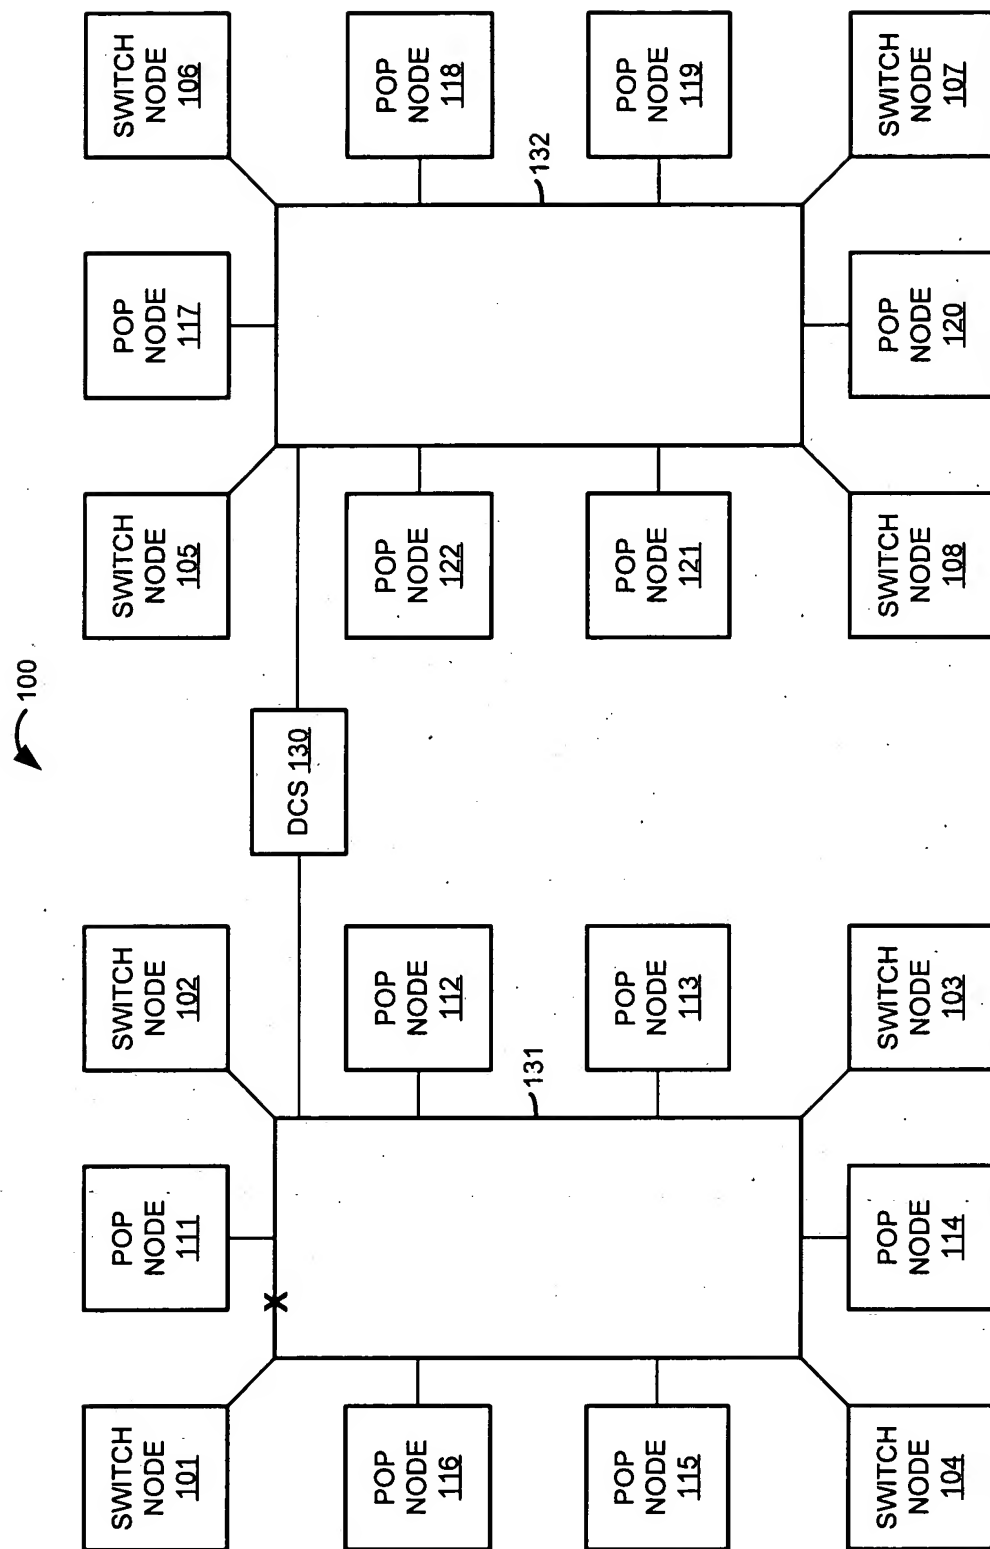 100
SWITCH
NODE
101
POP
NODE
111
SWITCH
NODE
102
SWITCH
NODE
105
POP
NODE
117
SWITCH
NODE
106
X
DCS 130
POP
NODE
116
POP
NODE
112
POP
NODE
122
POP
NODE
118
131
132
POP
NODE
115
POP
NODE
113
POP
NODE
121
POP
NODE
119
SWITCH
NODE
104
POP
NODE
114
SWITCH
NODE
103
SWITCH
NODE
108
POP
NODE
120
SWITCH
NODE
107